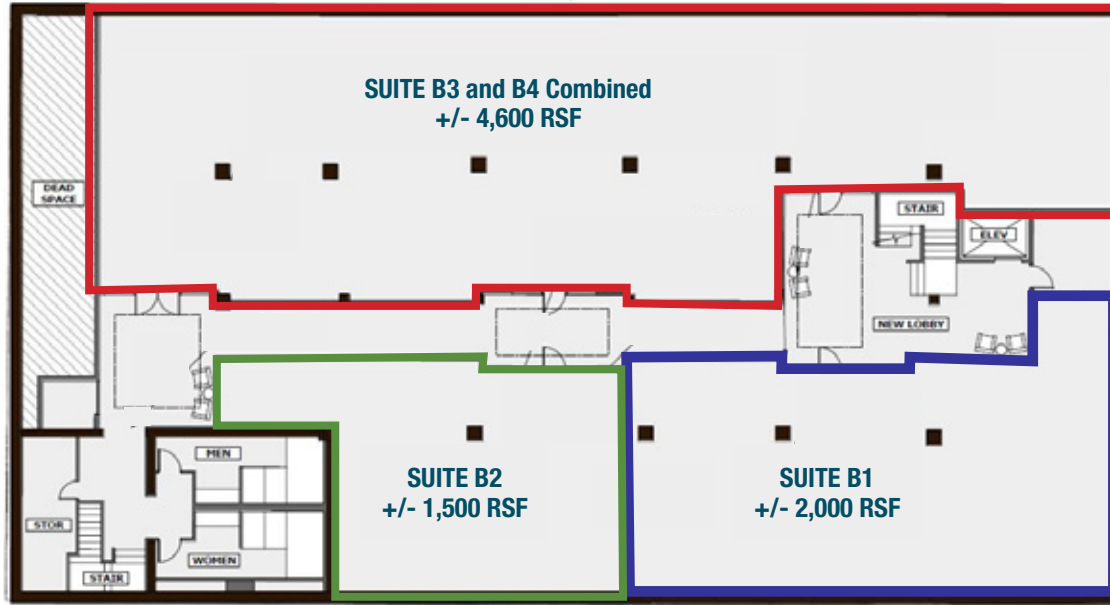 SUITE B3 and B4 Combined
+/- 4,600 RSF
DEAD
SPACE
STAIR
ELEV
NEW LOBBY
MEN
SUITE B2
+/- 1,500 RSF
SUITE B1
+/- 2,000 RSF
STOR
WOMEN
STAIR